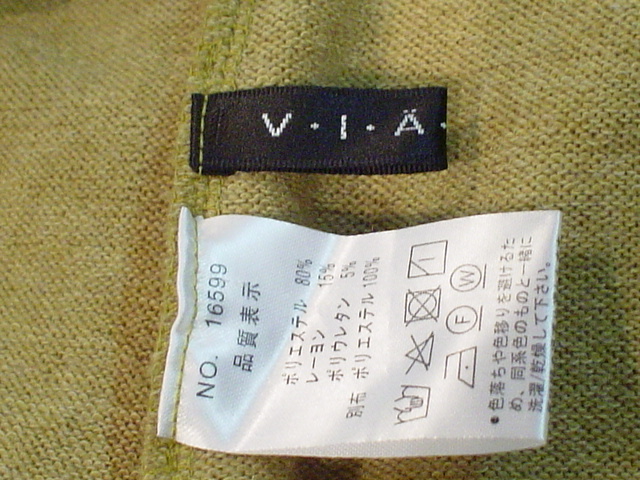 V・I・Ä・
NO. 16599
品質表示
ポリエステル 80%
レーヨン 15%
ポリウレタン 5%
別布 ポリエステル 100%
F W
●色落ちや色移りを避けるた
め、同系色のものと一緒に
洗濯/乾燥して下さい。